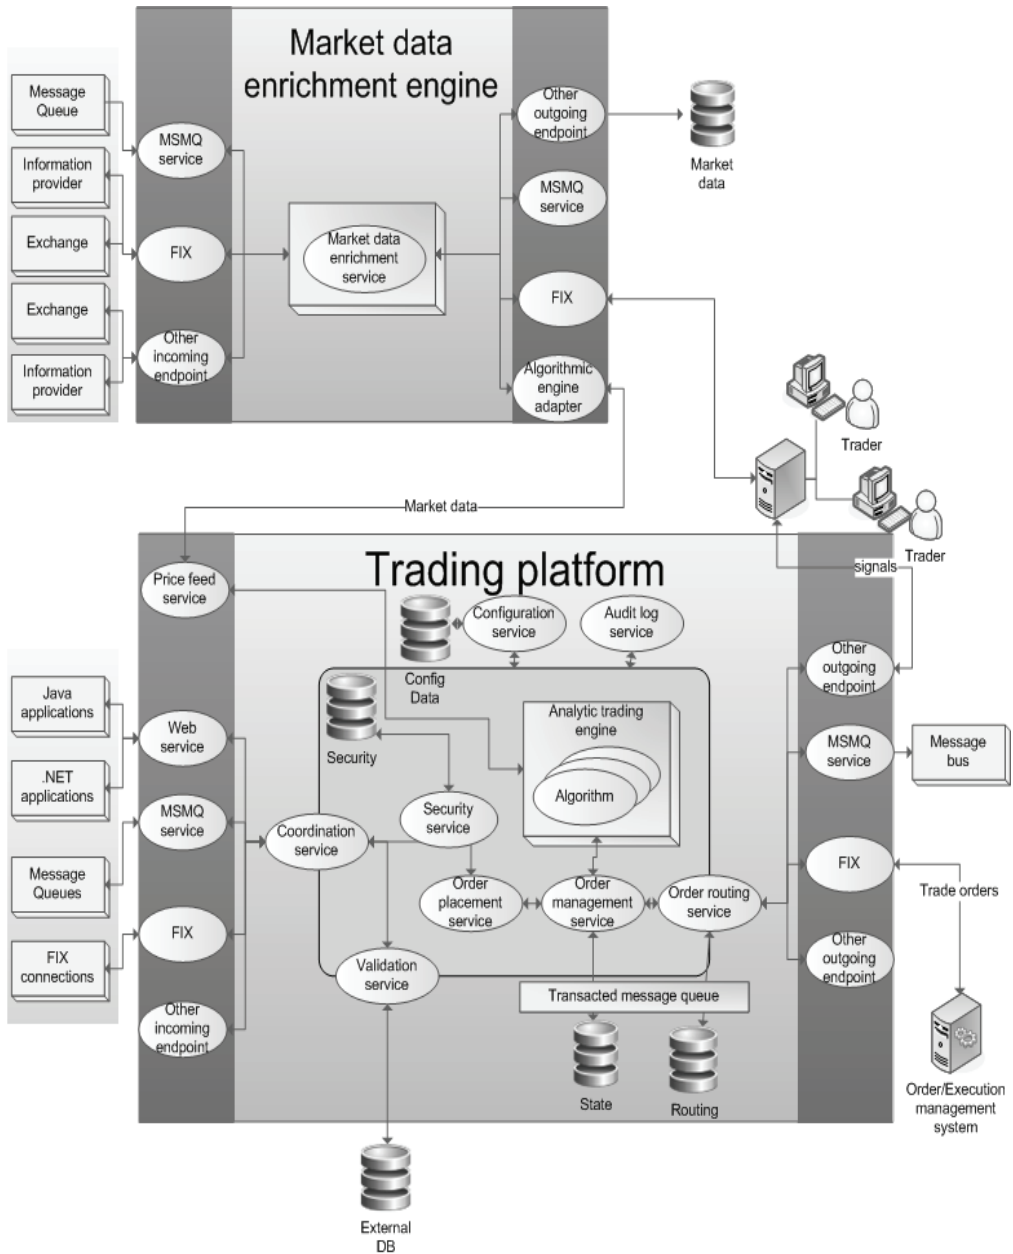 Market data
enrichment engine
Message
Queue
Information
provider
Exchange
Exchange
Information
provider
MSMQ
service
FIX
Other
incoming
endpoint
Market data
enrichment
service
Other
outgoing
endpoint
MSMQ
service
FIX
Algorithmic
engine
adapter
Market
data
Trader
Trader
Market data
signals
Trading platform
Price feed
service
Configuration
service
Audit log
service
Config
Data
Security
Java
applications
.NET
applications
Message
Queues
FIX
connections
Web
service
MSMQ
service
FIX
Other
incoming
endpoint
Coordination
service
Security
service
Analytic trading
engine
Algorithm
Order
placement
service
Order
management
service
Order routing
service
Validation
service
Transacted message queue
State
Routing
External
DB
Other
outgoing
endpoint
MSMQ
service
FIX
Other
outgoing
endpoint
Message
bus
Trade orders
Order/Execution
management
system